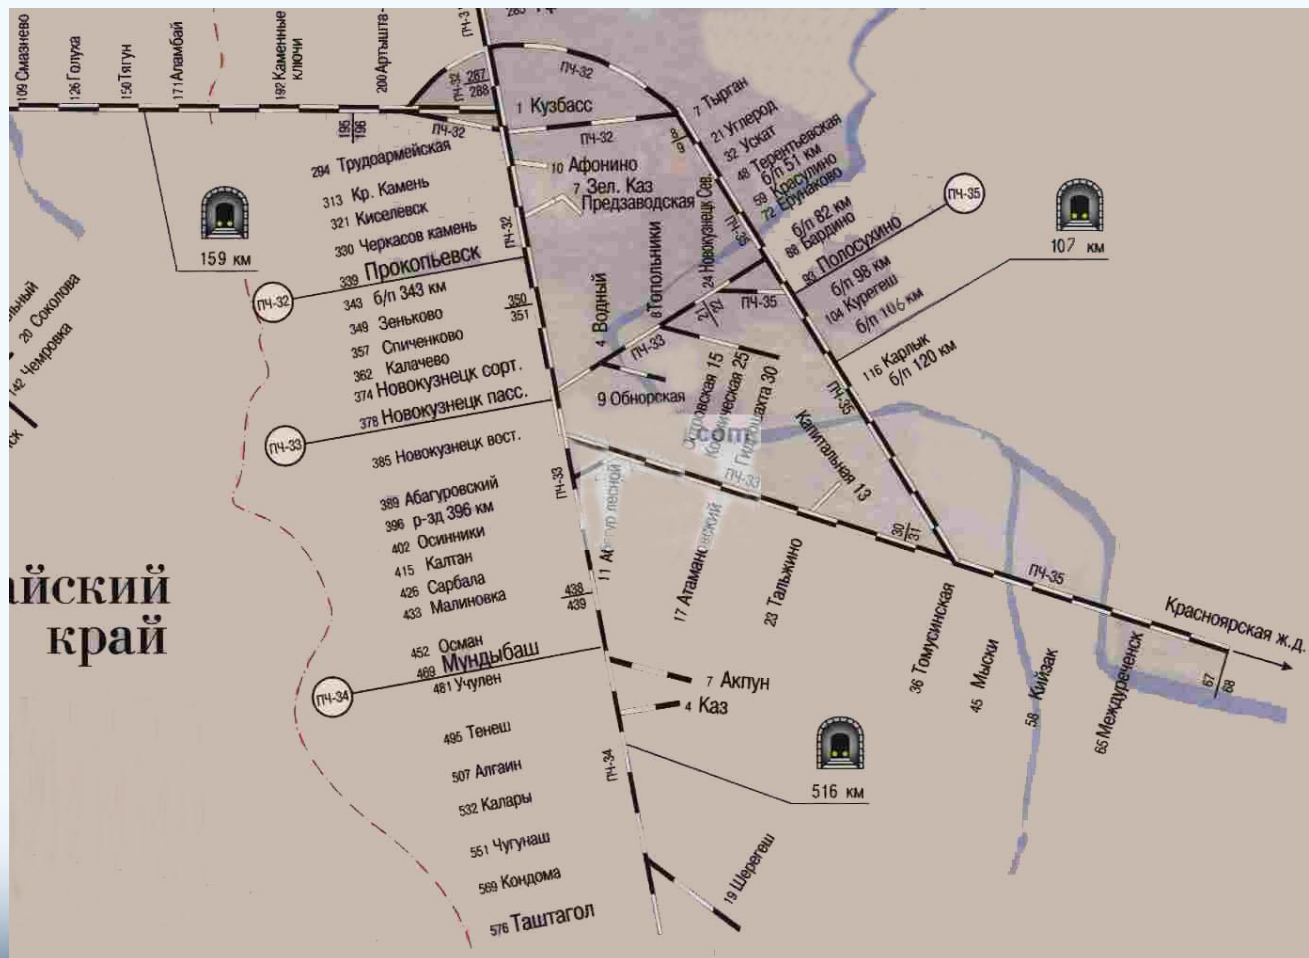 109 Смазнево
126 Голуха
150 Тягун
171 Аламбай
192 Каменные
ключи
200 Артышта-
ПЧ-31
ПЧ-32
ПЧ-32
287
288
195
196
ПЧ-32
1 Кузбасс
ПЧ-32
8
9
7 Тырган
21 Углерод
32 Ускат
48 Терентьевская
б/п 51 км
59 Красулино
72 Ерунаково
б/п 82 км
88 Бардино
93 Полосухино
б/п 98 км
104 Курегеш
б/п 106 км
116 Карлык
б/п 120 км
ПЧ-35
ПЧ-35
107 км
159 км
294 Трудоармейская
313 Кр. Камень
321 Киселевск
330 Черкасов камень
339 Прокопьевск
343 б/п 343 км
349 Зеньково
357 Спиченково
362 Калачево
374 Новокузнецк сорт.
378 Новокузнецк пасс.
385 Новокузнецк вост.
389 Абагуровский
396 р-зд 396 км
402 Осинники
415 Калтан
426 Сарбала
433 Малиновка
452 Осман
469 Мундыбаш
481 Учулен
495 Тенеш
507 Алгаин
532 Калары
551 Чугунаш
569 Кондома
576 Таштагол
ПЧ-32
ПЧ-33
ПЧ-34
10 Афонино
7 Зел. Каз
Предзаводская
ПЧ-32
350
351
4 Водный
8 Топольники
24 Новокузнецк Сев.
ПЧ-33
ПЧ-35
9 Обнорская
Гидрошахта 30
com
Капитальная 13
ПЧ-33
ПЧ-33
ПЧ-35
30
31
17 Атамановский
23 Тальжино
36 Томусинская
45 Мыски
58 Кийзак
65 Междуреченск
ПЧ-35
67
68
Красноярская ж.д.
438
439
7 Акпун
4 Каз
ПЧ-34
516 км
19 Шерегеш
20 Соколова
142 Чемровка
край